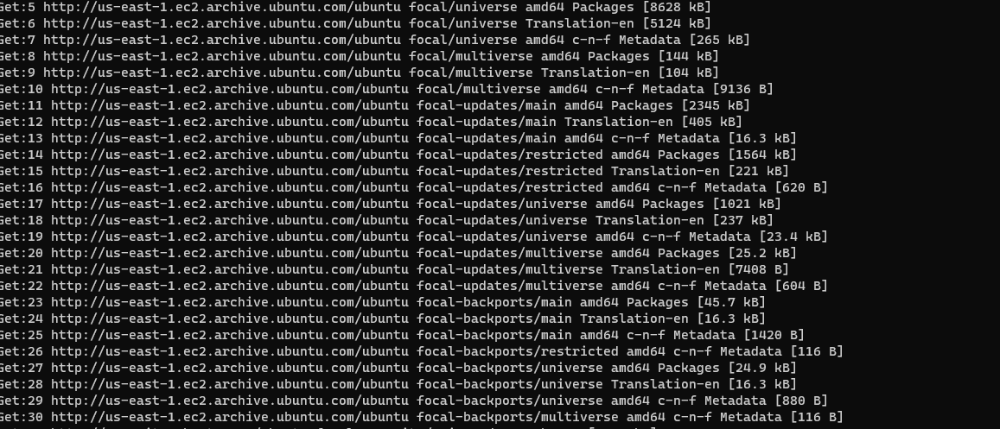 Get:5 http://us-east-1.ec2.archive.ubuntu.com/ubuntu focal/universe amd64 Packages [8628 kB]
Get:6 http://us-east-1.ec2.archive.ubuntu.com/ubuntu focal/universe Translation-en [5124 kB]
Get:7 http://us-east-1.ec2.archive.ubuntu.com/ubuntu focal/universe amd64 c-n-f Metadata [265 kB]
Get:8 http://us-east-1.ec2.archive.ubuntu.com/ubuntu focal/multiverse amd64 Packages [144 kB]
Get:9 http://us-east-1.ec2.archive.ubuntu.com/ubuntu focal/multiverse Translation-en [104 kB]
Get:10 http://us-east-1.ec2.archive.ubuntu.com/ubuntu focal/multiverse amd64 c-n-f Metadata [9136 B]
Get:11 http://us-east-1.ec2.archive.ubuntu.com/ubuntu focal-updates/main amd64 Packages [2345 kB]
Get:12 http://us-east-1.ec2.archive.ubuntu.com/ubuntu focal-updates/main Translation-en [405 kB]
Get:13 http://us-east-1.ec2.archive.ubuntu.com/ubuntu focal-updates/main amd64 c-n-f Metadata [16.3 kB]
Get:14 http://us-east-1.ec2.archive.ubuntu.com/ubuntu focal-updates/restricted amd64 Packages [1564 kB]
Get:15 http://us-east-1.ec2.archive.ubuntu.com/ubuntu focal-updates/restricted Translation-en [221 kB]
Get:16 http://us-east-1.ec2.archive.ubuntu.com/ubuntu focal-updates/restricted amd64 c-n-f Metadata [620 B]
Get:17 http://us-east-1.ec2.archive.ubuntu.com/ubuntu focal-updates/universe amd64 Packages [1021 kB]
Get:18 http://us-east-1.ec2.archive.ubuntu.com/ubuntu focal-updates/universe Translation-en [237 kB]
Get:19 http://us-east-1.ec2.archive.ubuntu.com/ubuntu focal-updates/universe amd64 c-n-f Metadata [23.4 kB]
Get:20 http://us-east-1.ec2.archive.ubuntu.com/ubuntu focal-updates/multiverse amd64 Packages [25.2 kB]
Get:21 http://us-east-1.ec2.archive.ubuntu.com/ubuntu focal-updates/multiverse Translation-en [7408 B]
Get:22 http://us-east-1.ec2.archive.ubuntu.com/ubuntu focal-updates/multiverse amd64 c-n-f Metadata [604 B]
Get:23 http://us-east-1.ec2.archive.ubuntu.com/ubuntu focal-backports/main amd64 Packages [45.7 kB]
Get:24 http://us-east-1.ec2.archive.ubuntu.com/ubuntu focal-backports/main Translation-en [16.3 kB]
Get:25 http://us-east-1.ec2.archive.ubuntu.com/ubuntu focal-backports/main amd64 c-n-f Metadata [1420 B]
Get:26 http://us-east-1.ec2.archive.ubuntu.com/ubuntu focal-backports/restricted amd64 c-n-f Metadata [116 B]
Get:27 http://us-east-1.ec2.archive.ubuntu.com/ubuntu focal-backports/universe amd64 Packages [24.9 kB]
Get:28 http://us-east-1.ec2.archive.ubuntu.com/ubuntu focal-backports/universe Translation-en [16.3 kB]
Get:29 http://us-east-1.ec2.archive.ubuntu.com/ubuntu focal-backports/universe amd64 c-n-f Metadata [880 B]
Get:30 http://us-east-1.ec2.archive.ubuntu.com/ubuntu focal-backports/multiverse amd64 c-n-f Metadata [116 B]